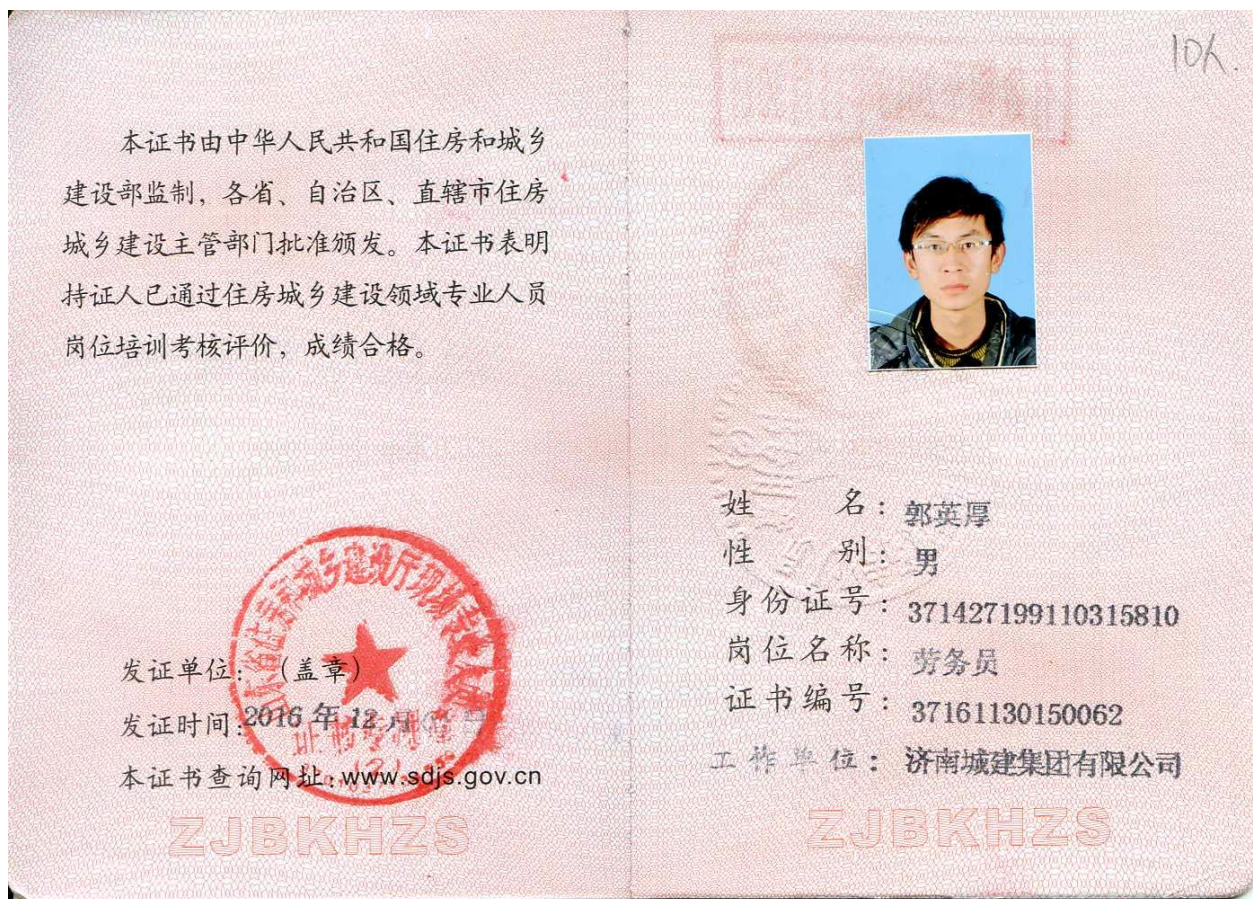 本证书由中华人民共和国住房和城乡
建设部监制，各省、自治区、直辖市住房
城乡建设主管部门批准颁发。本证书表明
持证人已通过住房城乡建设领域专业人员
岗位培训考核评价，成绩合格。
发证单位：（盖章）
发证时间：2016年12月
本证书查询网址：www.sdjs.gov.cn
ZJBKHZS
10人.
姓名：郭英厚
性别：男
身份证号：371427199110315810
岗位名称：劳务员
证书编号：37161130150062
工作单位：济南城建集团有限公司
ZJBKHZS